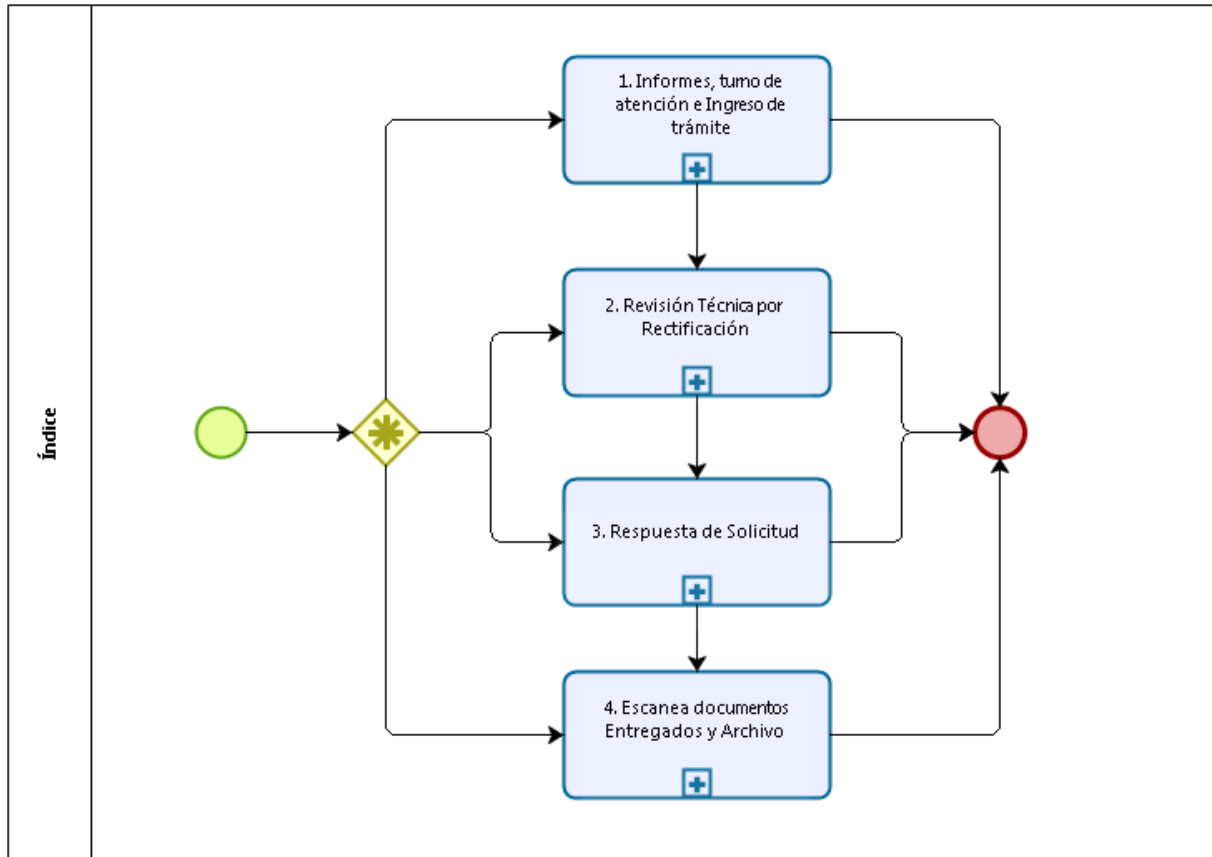 Índice
1. Informes, turno de
atención e Ingreso de
trámite
2. Revisión Técnica por
Rectificación
3. Respuesta de Solicitud
4. Escanea documentos
Entregados y Archivo